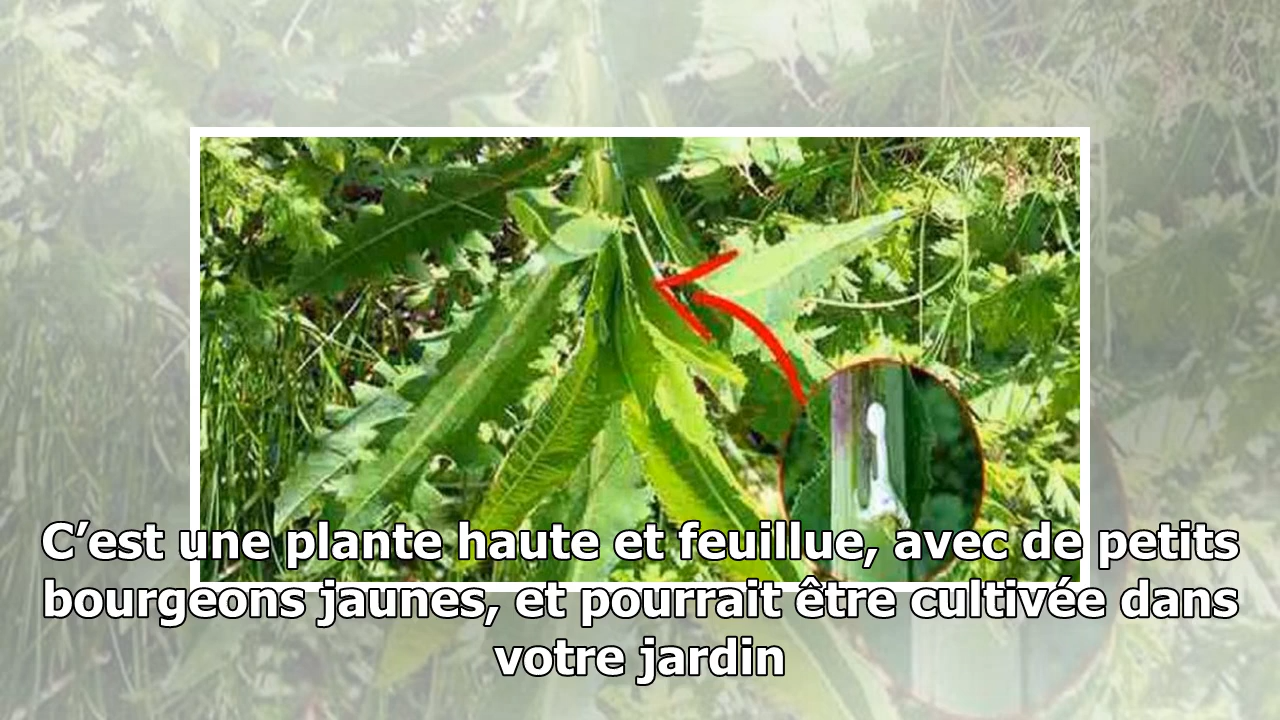 C’est une plante haute et feuillue, avec de petits
bourgeons jaunes, et pourrait être cultivée dans
votre jardin